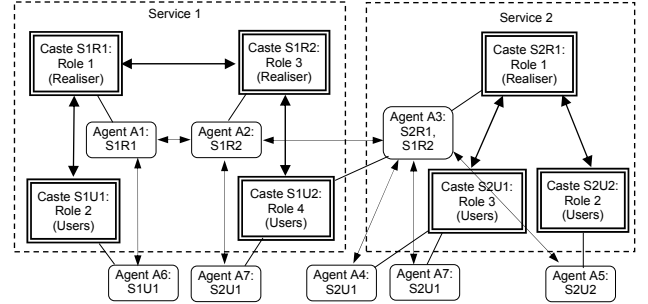 Service 1
Service 2
Caste S1R1:
Role 1
(Realiser)
Caste S1R2:
Role 3
(Realiser)
Caste S2R1:
Role 1
(Realiser)
Agent A1:
S1R1
Agent A2:
S1R2
Agent A3:
S2R1,
S1R2
Caste S1U1:
Role 2
(Users)
Caste S1U2:
Role 4
(Users)
Caste S2U1:
Role 3
(Users)
Caste S2U2:
Role 2
(Users)
Agent A6:
S1U1
Agent A7:
S2U1
Agent A4:
S2U1
Agent A7:
S2U1
Agent A5:
S2U2